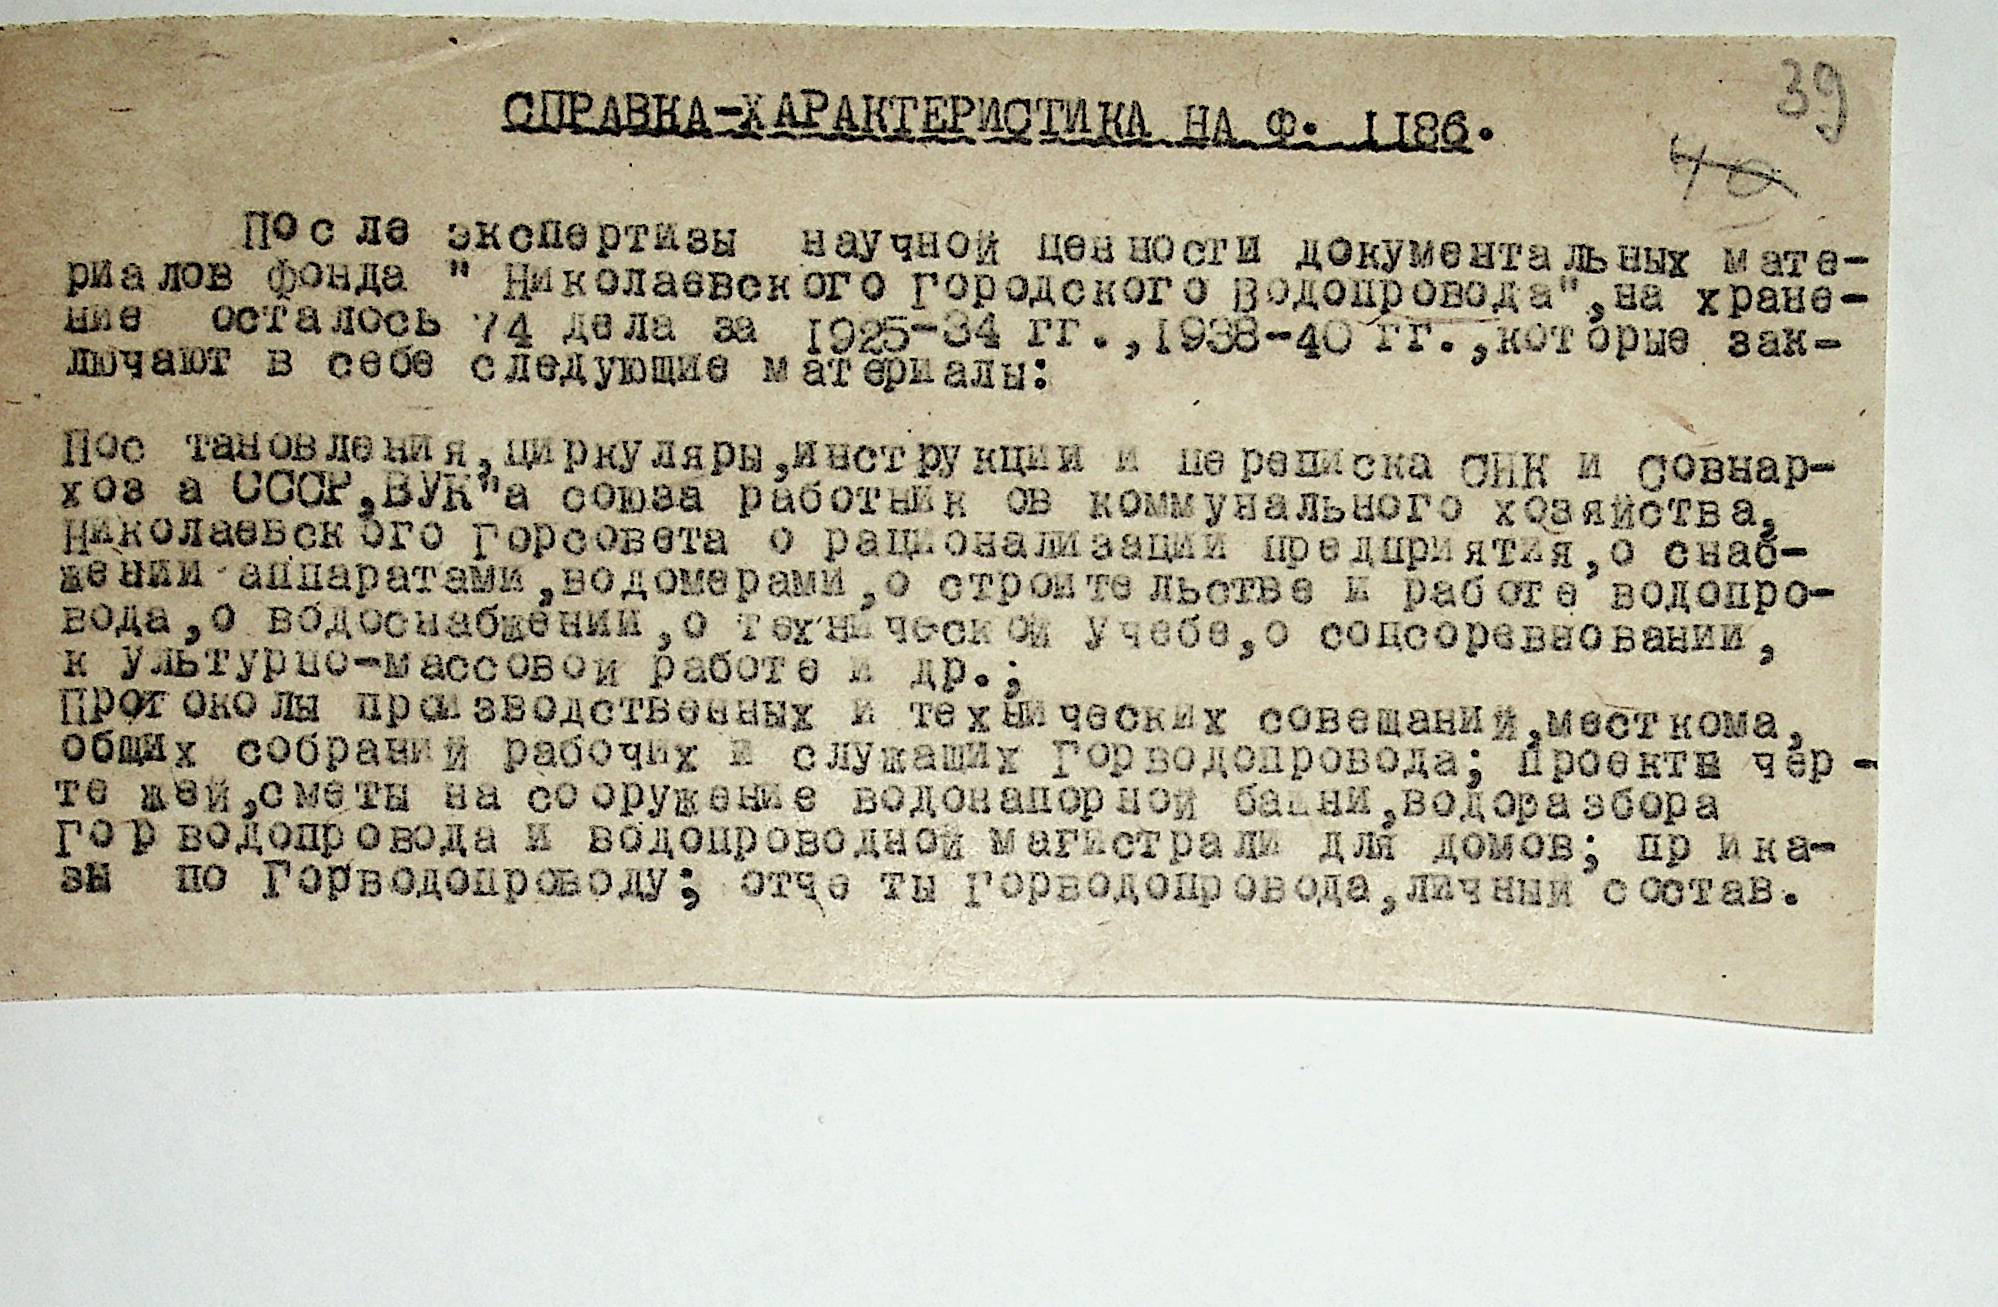 39
40
СПРАВКА-ХАРАКТЕРИСТИКА НА Ф. 1186.
После экспертизы научной ценности документальных мате-
риалов фонда " Николаевского Городского Водопровода",на хране-
ние осталось 74 дела за 1925-34 гг.,1938-40 гг.,которые зак-
лючают в себе следующие материалы:
Постановления,циркуляры,инструкции и переписка СНК и Совнар-
хоза СССР,ВУК"а союза работников коммунального хозяйства,
Николаевского Горсовета о рационализации предприятия,о снаб-
жении аппаратами,водомерами,о строительстве и работе водопро-
вода,о водоснабжении,о технической учебе,о соцсоревновании,
культурно-массовой работе и др.;
Протоколы производственных и технических совещаний,месткома,
общих собраний рабочих и служащих Горводопровода; проекты чер-
тежей,сметы на сооружение водонапорной башни,водоразбора
Горводопровода и водопроводной магистрали для домов; прика-
зы по Горводопроводу; отчеты Горводопровода,личный состав.